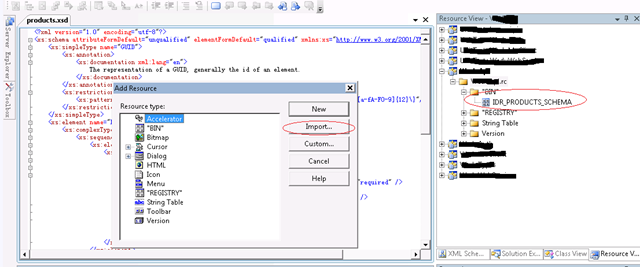 products.xsd
<?xml version="1.0" encoding="utf-8"?>
<xs:schema attributeFormDefault="unqualified" elementFormDefault="qualified" xmlns:xs="http://www.w3.org/2001/XM
<xs:simpleType name="GUID">
<xs:annotation>
<xs:documentation xml:lang="en">
The representation of a GUID, generally the id of an element.
</xs:documentation>
</xs:annotation>
<xs:restricti
<xs:pattern
[a-fA-F0-9]{12}\}"/
</xs:restrict
</xs:simpleType>
<xs:element name="
<xs:complexType
<xs:sequence>
<xs:e
required" />
/>
</xs:
Add Resource
Resource type:
Accelerator
"BIN"
Bitmap
Cursor
Dialog
HTML
Icon
Menu
"REGISTRY"
String Table
Toolbar
Version
New
Import...
Custom...
Cancel
Help
Server Explorer
Toolbox
Resource View -
.rc
"BIN"
IDR_PRODUCTS_SCHEMA
"REGISTRY"
String Table
Version
XML Sche...
Solution Ex...
Class View
Resource V...